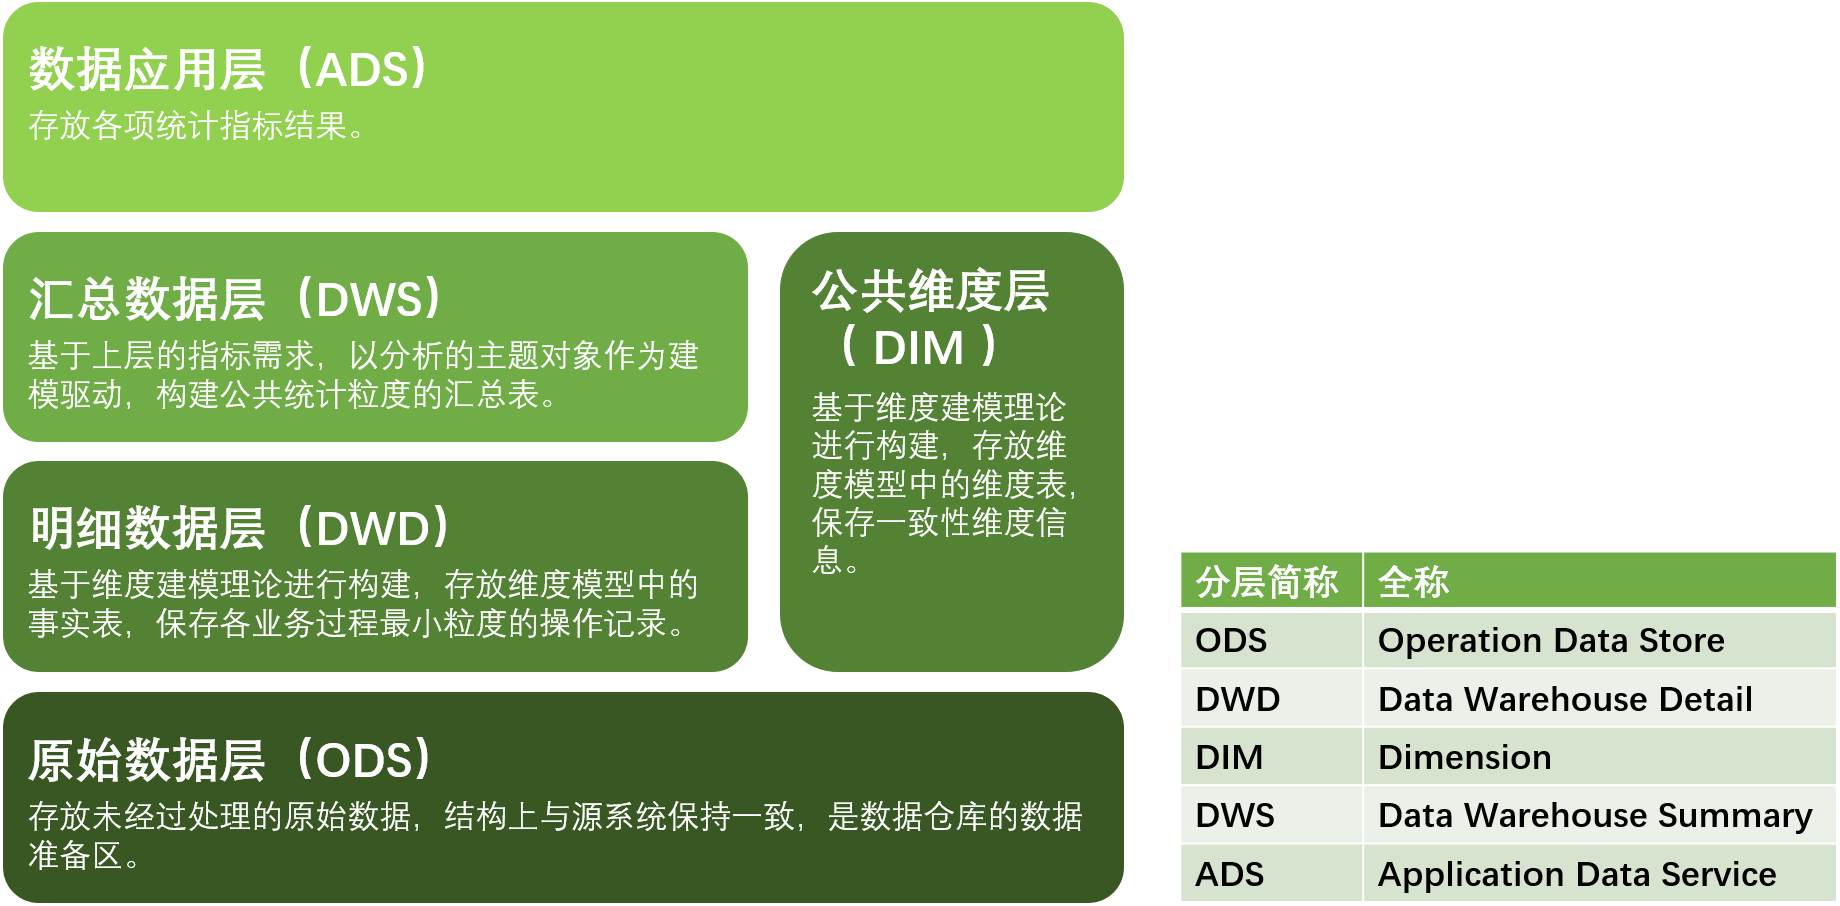 数据应用层（ADS）
存放各项统计指标结果。
汇总数据层（DWS）
基于上层的指标需求，以分析的主题对象作为建
模驱动，构建公共统计粒度的汇总表。
公共维度层
（ DIM ）
基于维度建模理论
进行构建，存放维
度模型中的维度表，
保存一致性维度信
息。
明细数据层（DWD）
基于维度建模理论进行构建，存放维度模型中的
事实表，保存各业务过程最小粒度的操作记录。
原始数据层（ODS）
存放未经过处理的原始数据，结构上与源系统保持一致，是数据仓库的数据
准备区。
分层简称 全称
ODS Operation Data Store
DWD Data Warehouse Detail
DIM Dimension
DWS Data Warehouse Summary
ADS Application Data Service